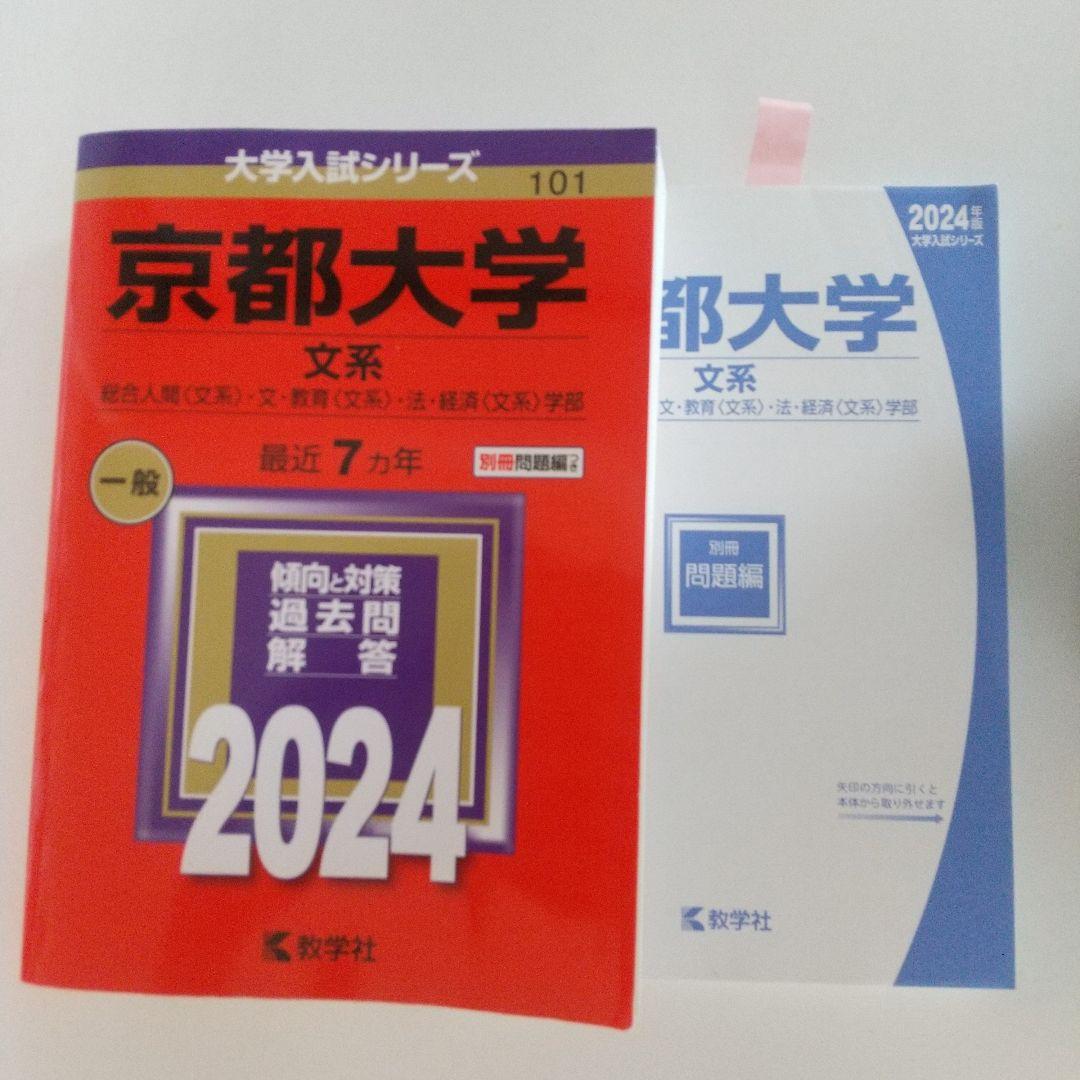 大学入試シリーズ
101
京都大学
文系
総合人間〈文系〉・文・教育〈文系〉・法・経済〈文系〉学部
最近7カ年
別冊問題編つき
一般
傾向と対策
過去問
解答
2024
教学社
2024年版
大学入試シリーズ
都大学
文系
文・教育〈文系〉・法・経済〈文系〉学部
別冊
問題編
矢印の方向に引くと
本体から取り外せます
教学社